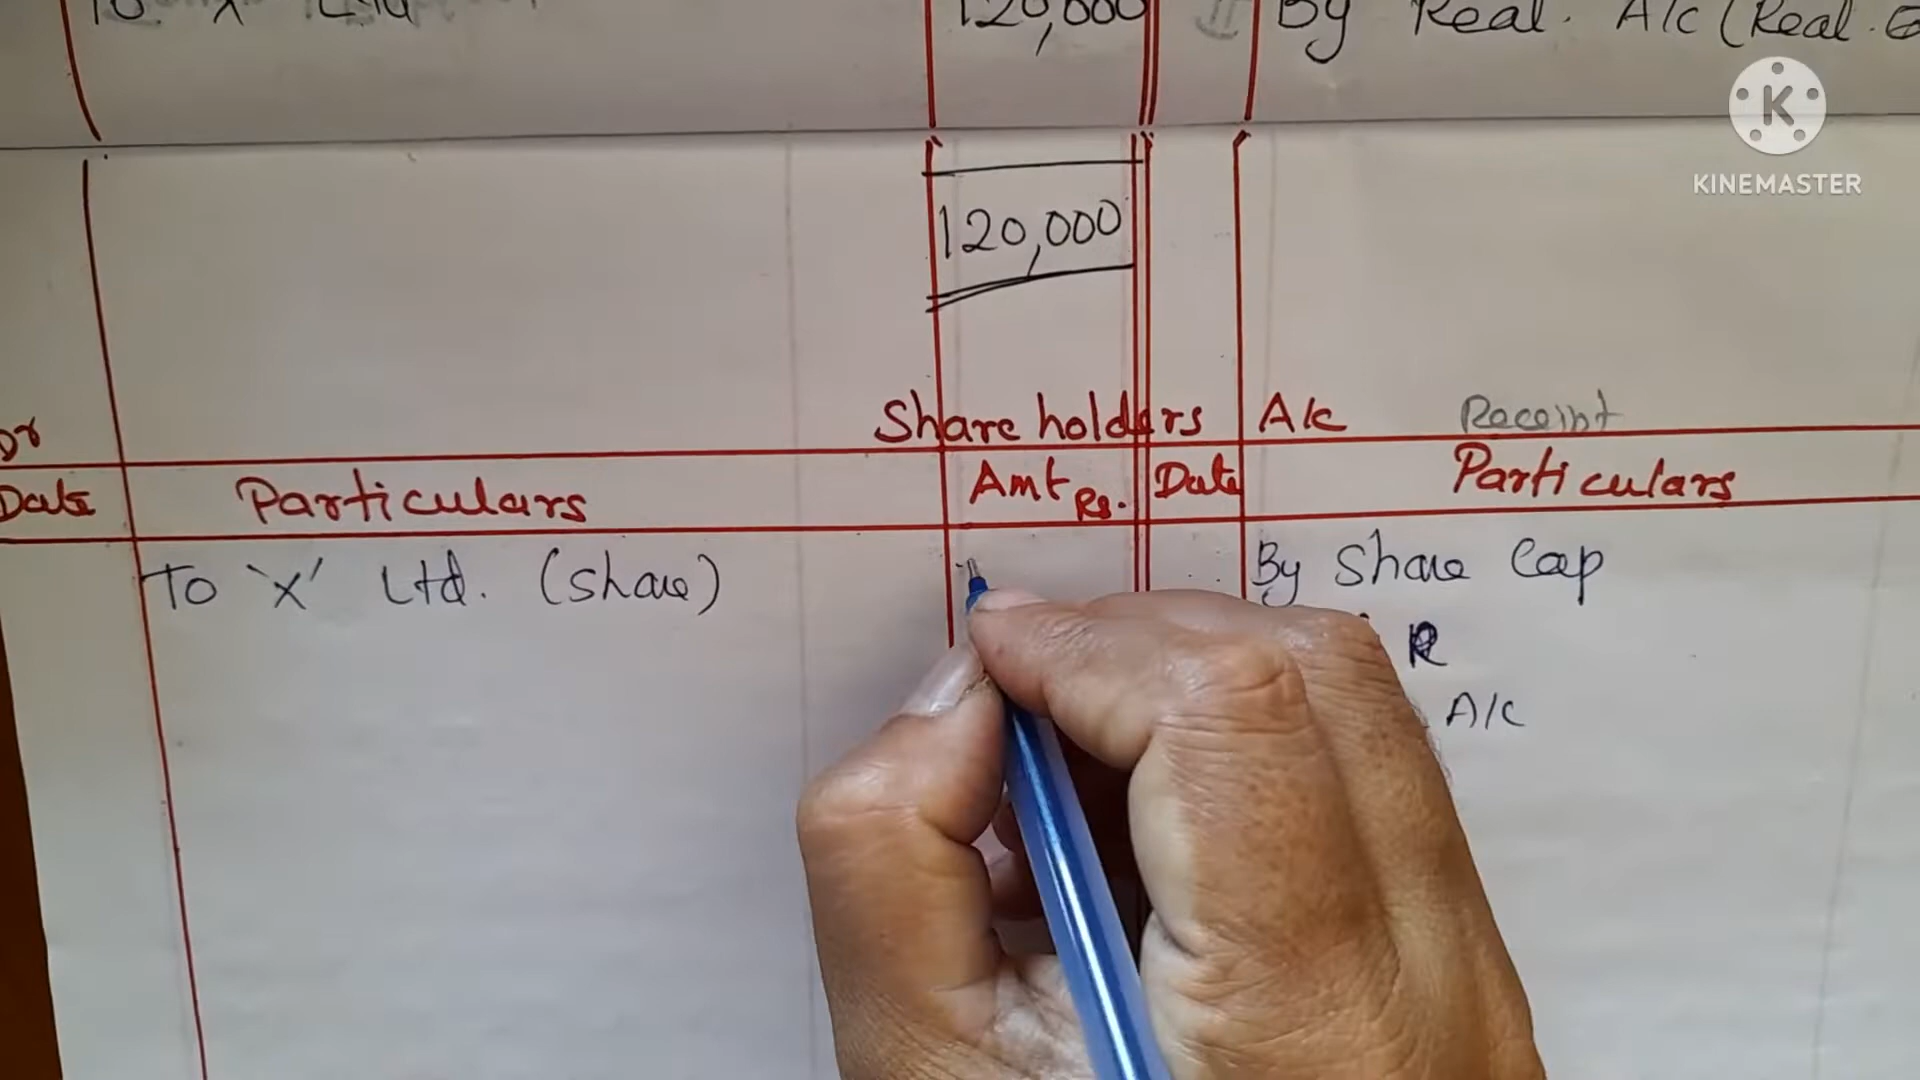 To 'X' Ltd 120,000 By Real. A/c (Real.
KINEMASTER
120,000
Share holders A/c Receipt
Dr
Date Particulars Amt Rs. Date Particulars
To 'X' Ltd. (Share) By Share Cap
R
A/c